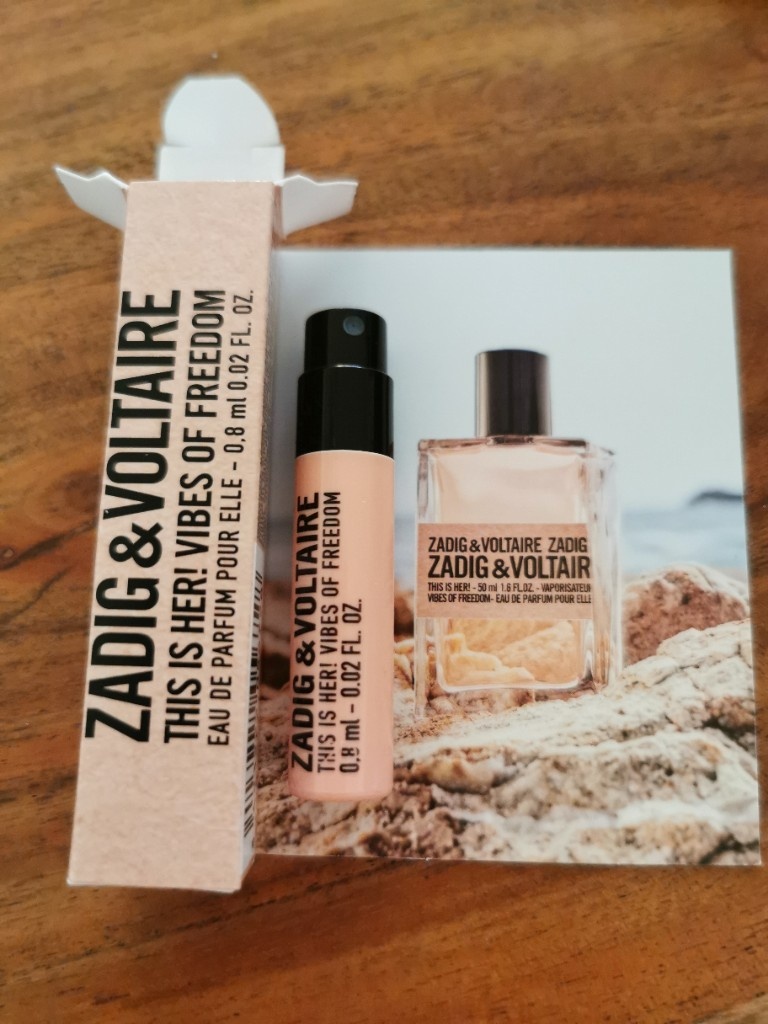 ZADIG & VOLTAIRE
THIS IS HER! VIBES OF FREEDOM
EAU DE PARFUM POUR ELLE - 0,8 ml 0.02 FL. OZ.
ZADIG & VOLTAIRE
THIS IS HER! VIBES OF FREEDOM
0,8 ml - 0.02 FL. OZ.
ZADIG & VOLTAIRE ZADIG
ZADIG & VOLTAIR
THIS IS HER! - 50 ml 1.6 FL.OZ. - VAPORISATEUR
VIBES OF FREEDOM- EAU DE PARFUM POUR ELLE